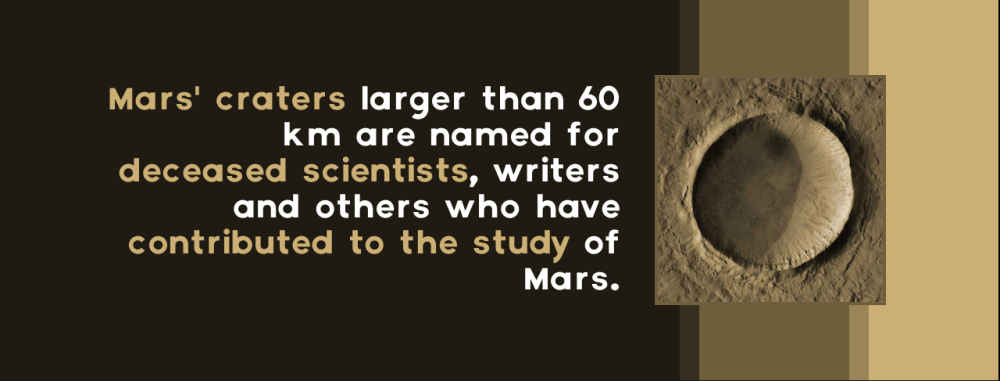 Mars' craters larger than 60
km are named for
deceased scientists, writers
and others who have
contributed to the study of
Mars.